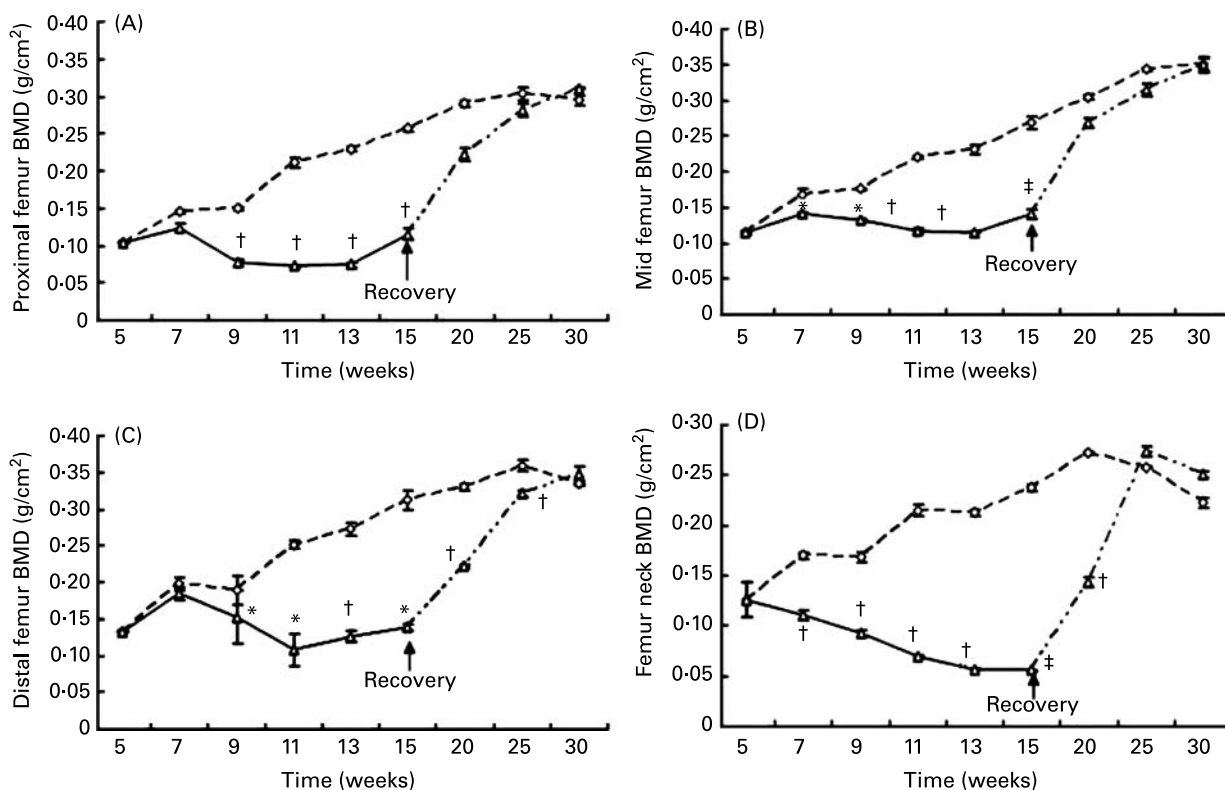 (A)
Proximal femur BMD (g/cm²)
0·40
0·35
0·30
0·25
0·20
0·15
0·10
0·05
0
† † † †
Recovery
5 7 9 11 13 15 20 25 30
Time (weeks)
(B)
Mid femur BMD (g/cm²)
0·40
0·35
0·30
0·25
0·20
0·15
0·10
0·05
0
* * † † ‡
Recovery
5 7 9 11 13 15 20 25 30
Time (weeks)
(C)
Distal femur BMD (g/cm²)
0·40
0·35
0·30
0·25
0·20
0·15
0·10
0·05
0
* * † * † †
Recovery
5 7 9 11 13 15 20 25 30
Time (weeks)
(D)
Femur neck BMD (g/cm²)
0·30
0·25
0·20
0·15
0·10
0·05
0
† † † † ‡ †
Recovery
5 7 9 11 13 15 20 25 30
Time (weeks)